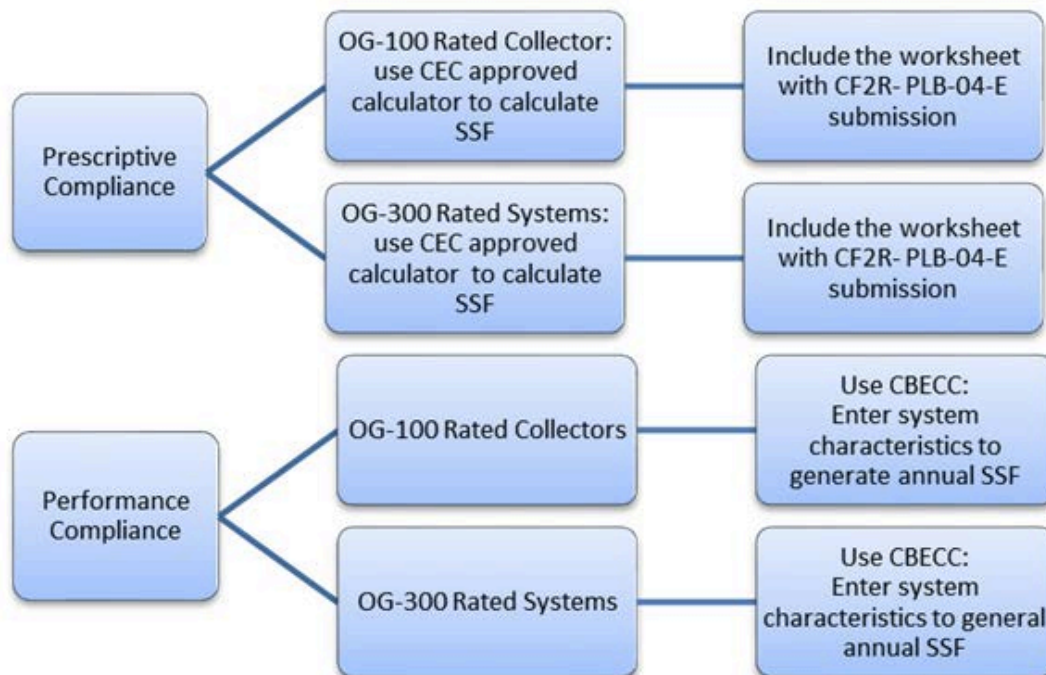 Prescriptive
Compliance
OG-100 Rated Collector:
use CEC approved
calculator to calculate
SSF
Include the worksheet
with CF2R- PLB-04-E
submission
OG-300 Rated Systems:
use CEC approved
calculator to calculate
SSF
Include the worksheet
with CF2R- PLB-04-E
submission
Performance
Compliance
OG-100 Rated Collectors
Use CBECC:
Enter system
characteristics to
generate annual SSF
OG-300 Rated Systems
Use CBECC:
Enter system
characteristics to general
annual SSF